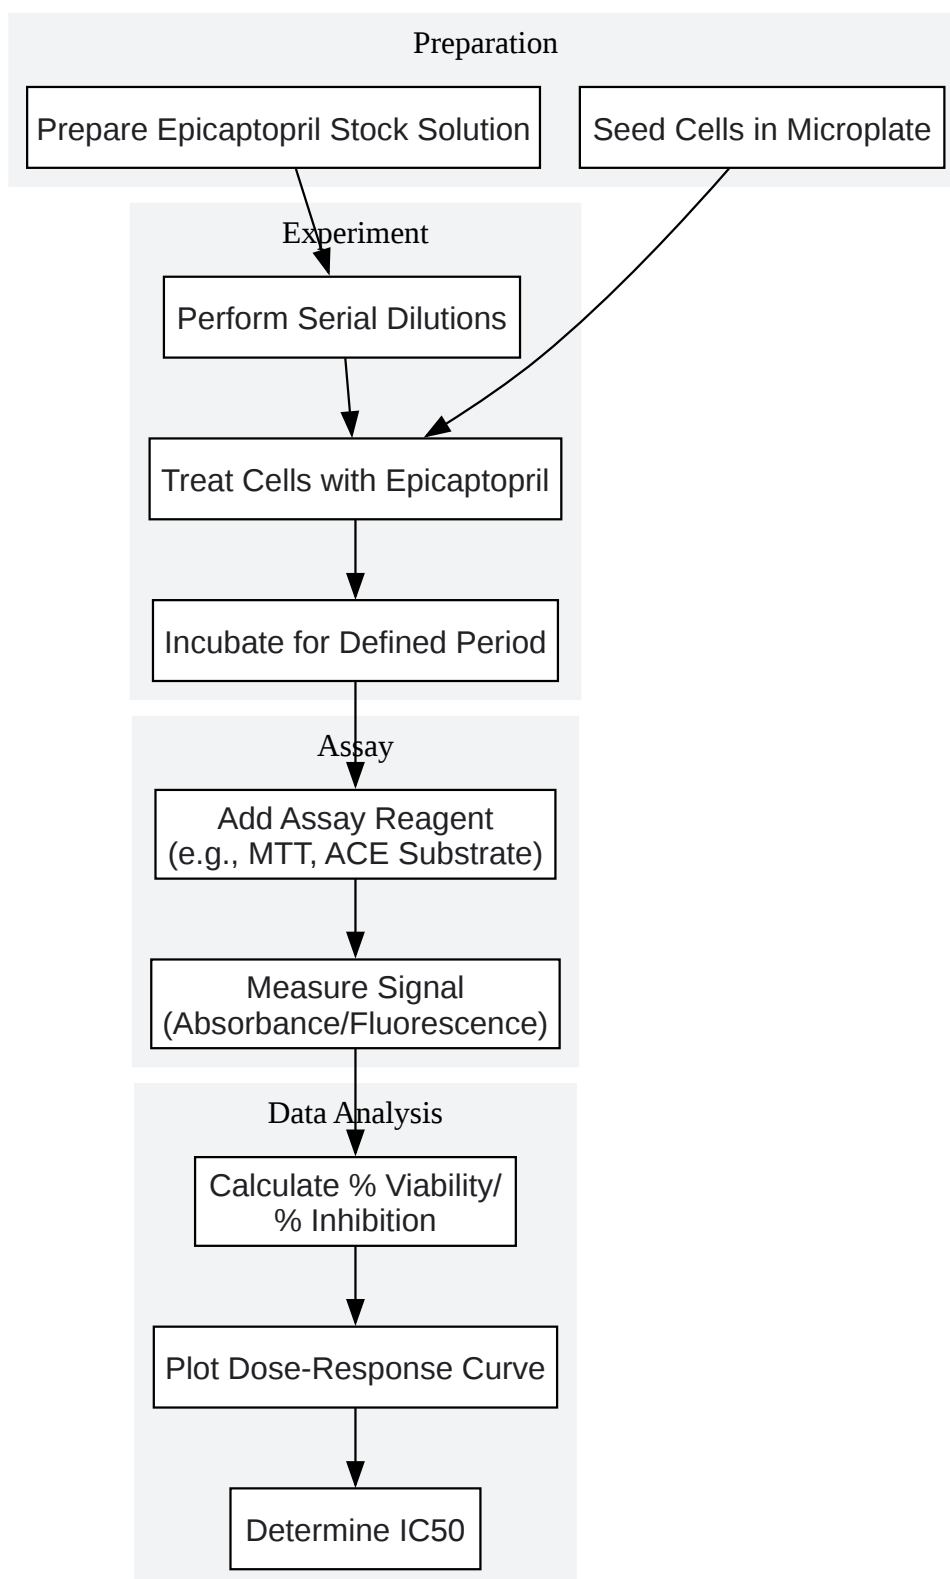 Preparation
Prepare Epicaptopril Stock Solution
Seed Cells in Microplate
Experiment
Perform Serial Dilutions
Treat Cells with Epicaptopril
Incubate for Defined Period
Assay
Add Assay Reagent
(e.g., MTT, ACE Substrate)
Measure Signal
(Absorbance/Fluorescence)
Data Analysis
Calculate % Viability/
% Inhibition
Plot Dose-Response Curve
Determine IC50